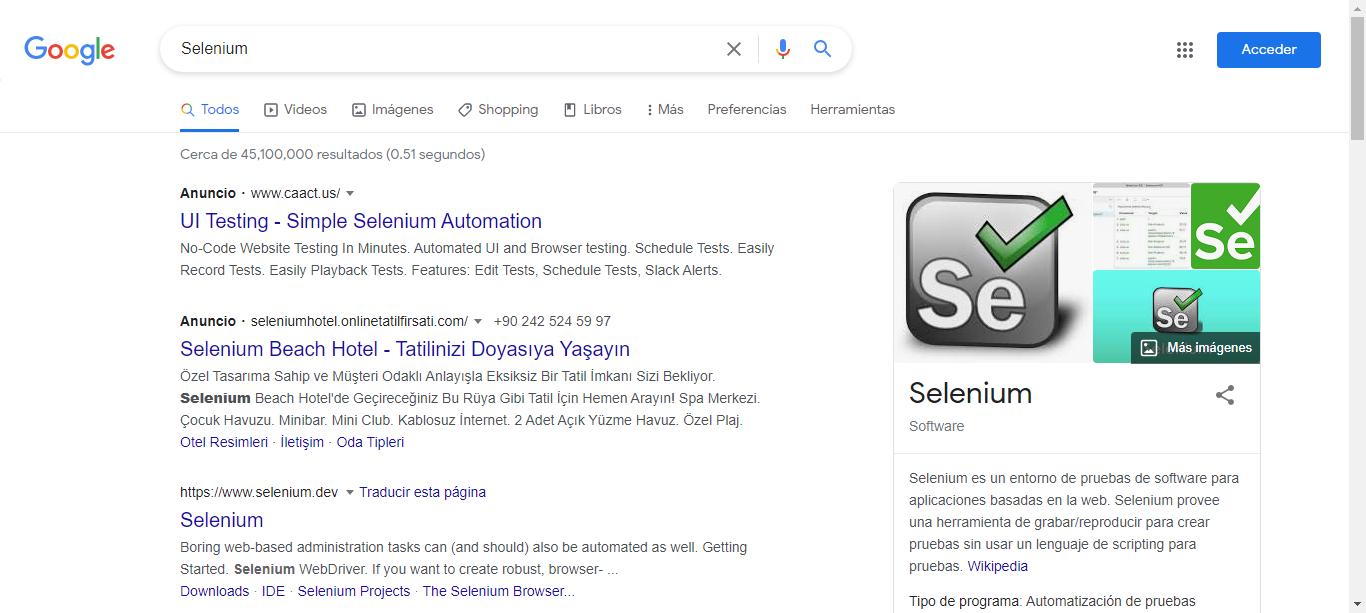 Google
Selenium
Acceder
Todos Videos Imágenes Shopping Libros Más Preferencias Herramientas
Cerca de 45,100,000 resultados (0.51 segundos)
Anuncio · www.caact.us/
UI Testing - Simple Selenium Automation
No-Code Website Testing In Minutes. Automated UI and Browser testing. Schedule Tests. Easily
Record Tests. Easily Playback Tests. Features: Edit Tests, Schedule Tests, Slack Alerts.
Anuncio · seleniumhotel.onlinetatilfirsati.com/ +90 242 524 59 97
Selenium Beach Hotel - Tatilinizi Doyasıya Yaşayın
Özel Tasarıma Sahip ve Müşteri Odaklı Anlayışla Eksiksiz Bir Tatil İmkanı Sizi Bekliyor.
Selenium Beach Hotel'de Geçireceğiniz Bu Rüya Gibi Tatil İçin Hemen Arayın! Spa Merkezi.
Çocuk Havuzu. Minibar. Mini Club. Kablosuz İnternet. 2 Adet Açık Yüzme Havuz. Özel Plaj.
Otel Resimleri · İletişim · Oda Tipleri
https://www.selenium.dev Traducir esta página
Selenium
Boring web-based administration tasks can (and should) also be automated as well. Getting
Started. Selenium WebDriver. If you want to create robust, browser- ...
Downloads · IDE · Selenium Projects · The Selenium Browser...
Se
Se
Se
Más imágenes
Selenium
Software
Selenium es un entorno de pruebas de software para
aplicaciones basadas en la web. Selenium provee
una herramienta de grabar/reproducir para crear
pruebas sin usar un lenguaje de scripting para
pruebas. Wikipedia
Tipo de programa: Automatización de pruebas